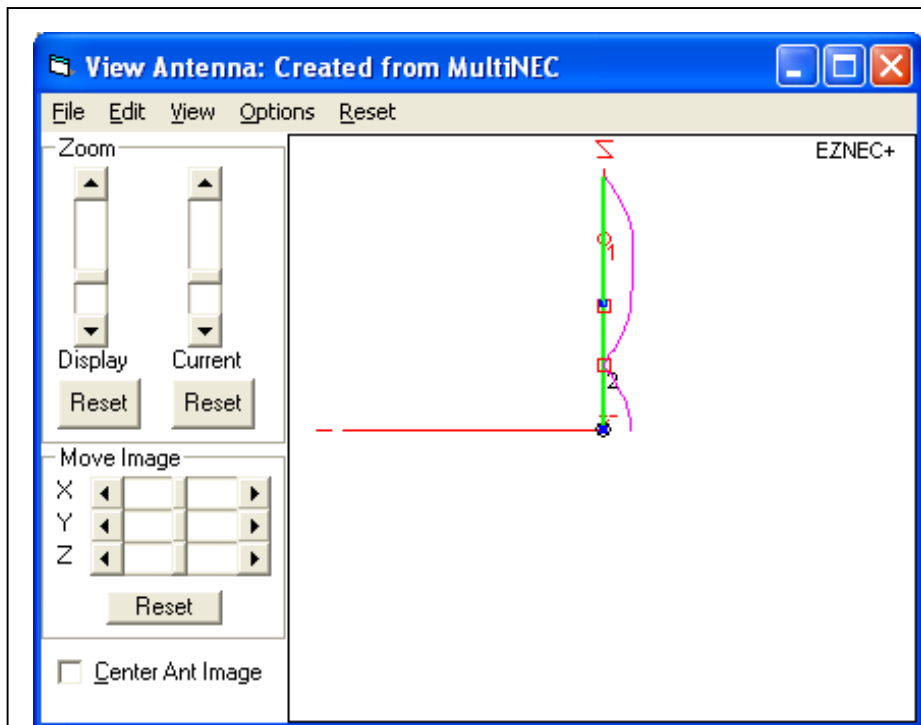 View Antenna: Created from MultiNEC
File Edit View Options Reset
Zoom
Display Current
Reset Reset
Move Image
X
Y
Z
Reset
Center Ant Image
EZNEC+
Z
1
2